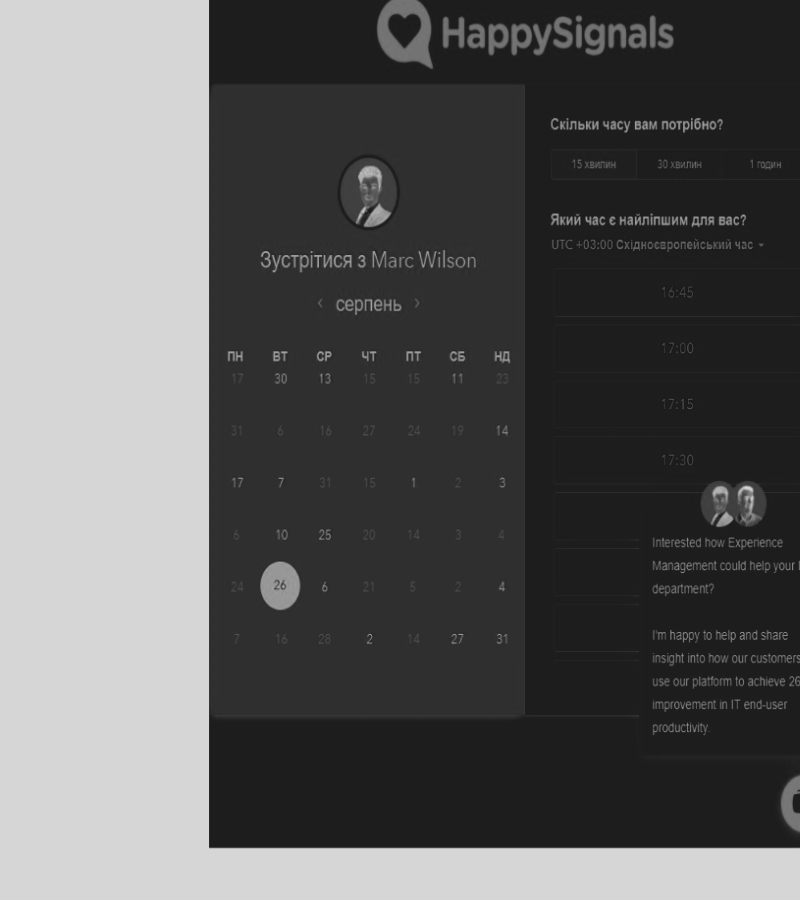 HappySignals
Зустрітися з Marc Wilson
серпень
ПН ВТ СР ЧТ ПТ СБ НД
17 30 13 15 15 11 23
31 6 16 27 24 19 14
17 7 31 15 1 2 3
6 10 25 20 14 3 4
24 26 6 21 5 2 4
7 16 28 2 14 27 31
Скільки часу вам потрібно?
15 хвилин 30 хвилин 1 годин
Який час є найліпшим для вас?
UTC +03:00 Східноєвропейський час
16:45
17:00
17:15
17:30
Interested how Experience
Management could help your
department?
I'm happy to help and share
insight into how our customers
use our platform to achieve 26
improvement in IT end-user
productivity.